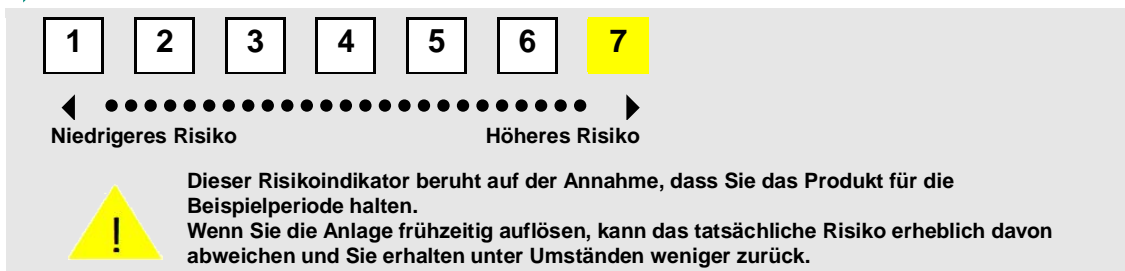 1 2 3 4 5 6 7
Niedrigeres Risiko Höheres Risiko
Dieser Risikoindikator beruht auf der Annahme, dass Sie das Produkt für die
Beispielperiode halten.
Wenn Sie die Anlage frühzeitig auflösen, kann das tatsächliche Risiko erheblich davon
abweichen und Sie erhalten unter Umständen weniger zurück.
!